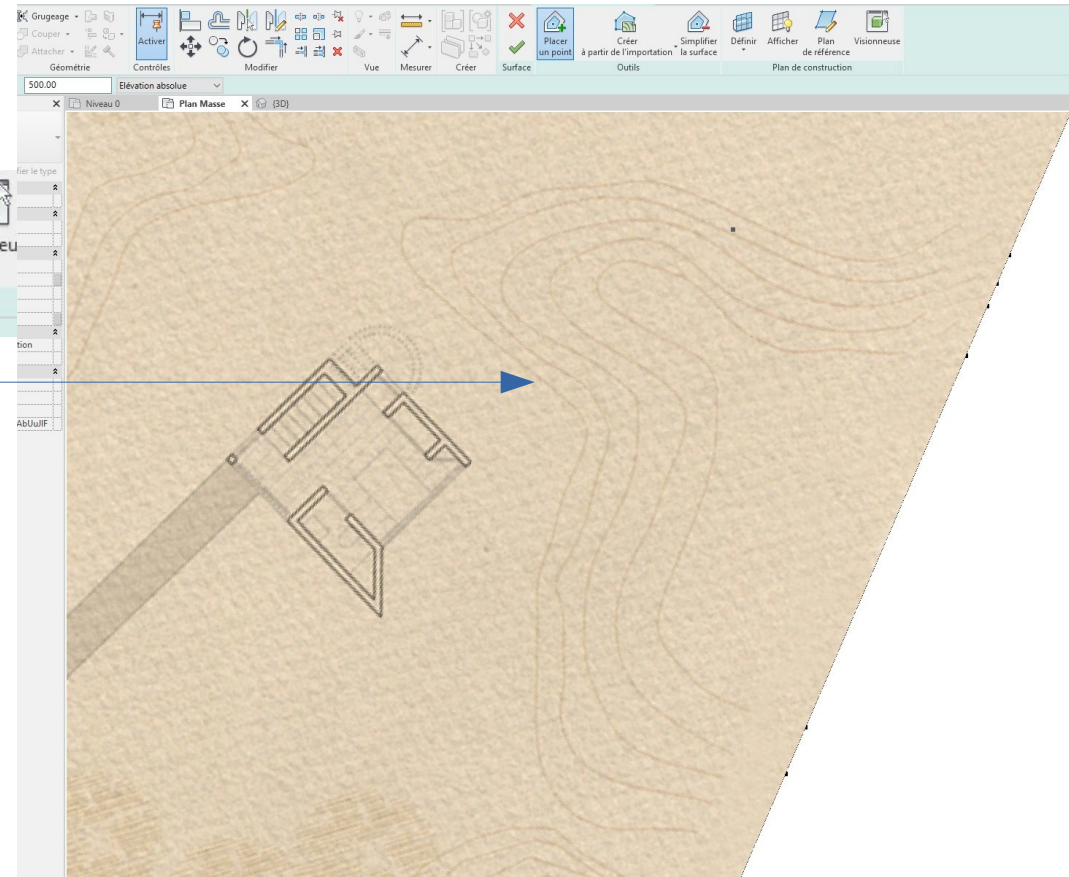 Grugeage
Couper
Attacher
Géométrie
Activer
Contrôles
Modifier
Vue
Mesurer
Créer
Surface
Placer
un point
Créer
à partir de l'importation
Simplifier
la surface
Outils
Définir
Afficher
Plan
de référence
Visionneuse
Plan de construction
500.00
Elévation absolue
Niveau 0
Plan Masse
{3D}
fier le type
eu
tion
AbUuJIF